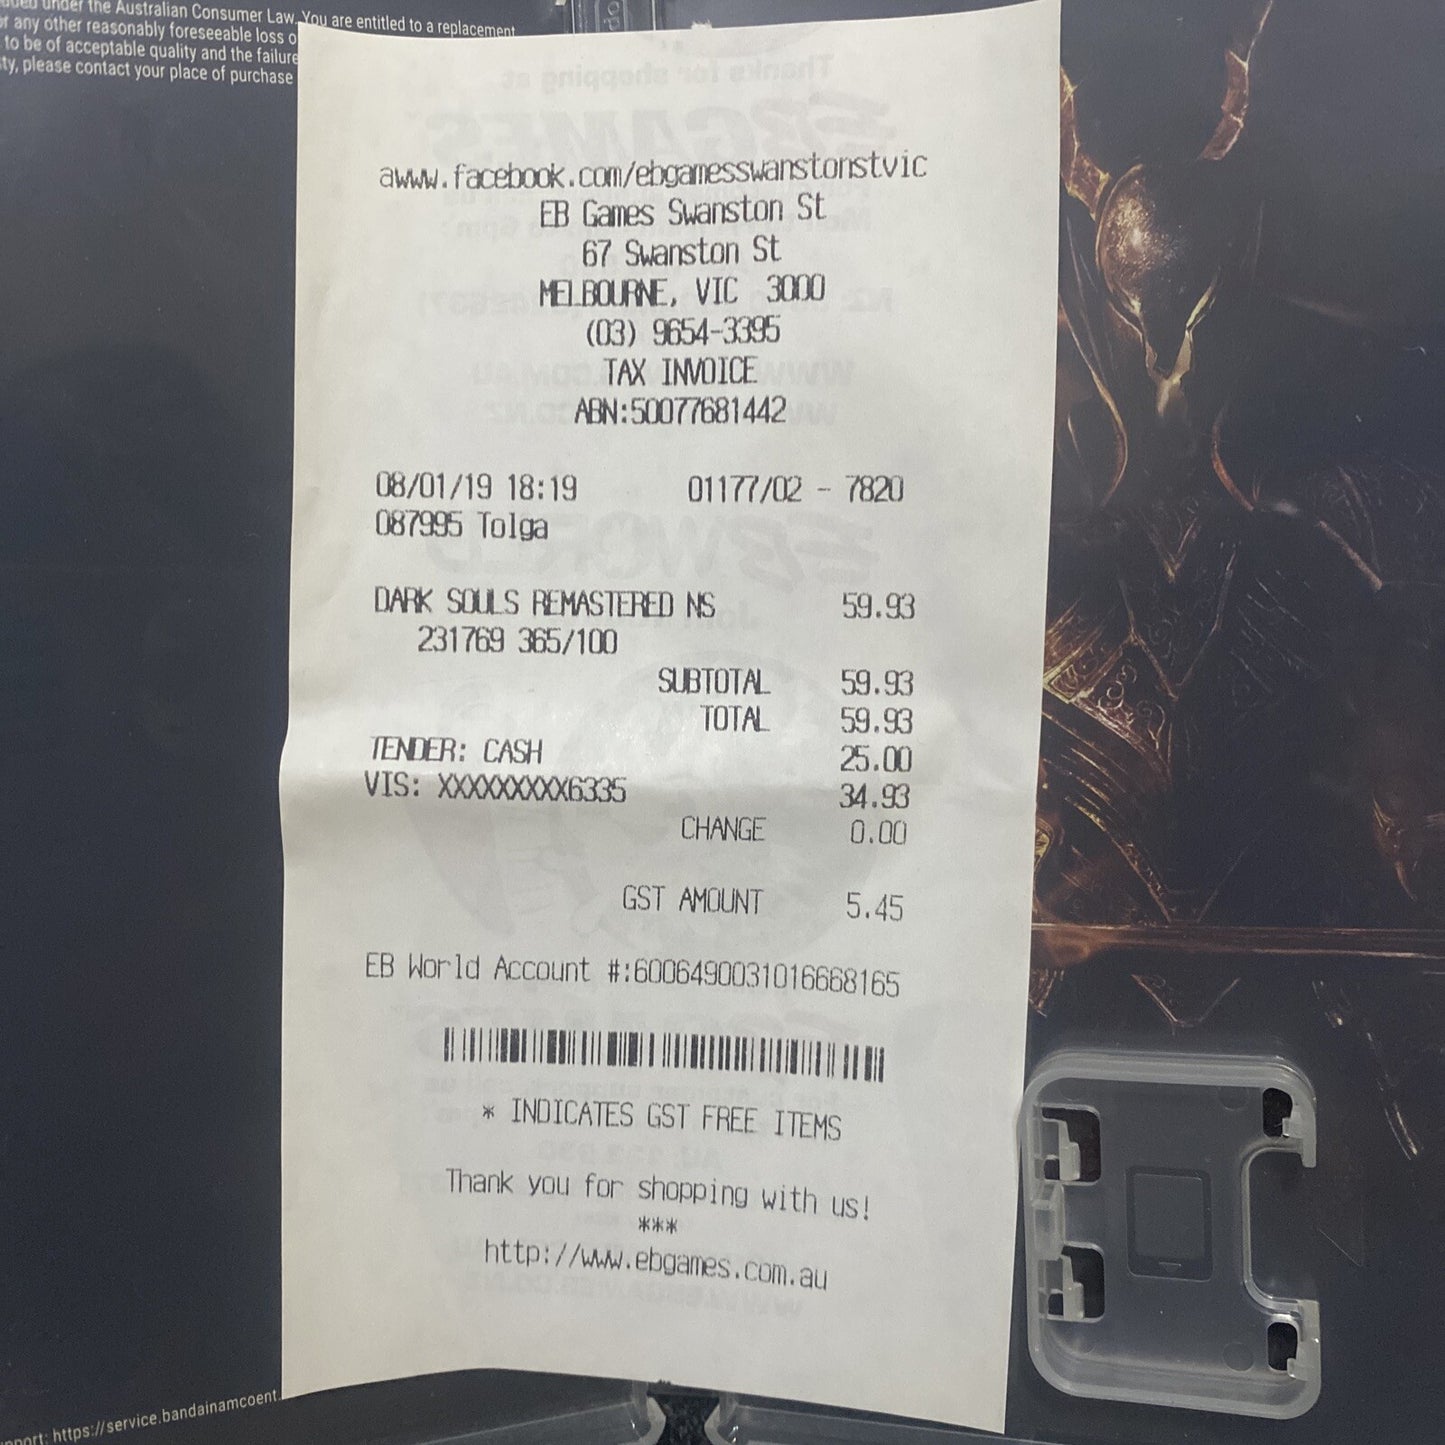 under the Australian Consumer Law. You are entitled to a replacement
any other reasonably foreseeable loss
to be of acceptable quality and the failure
please contact your place of purchase
awww.facebook.com/ebgamesswanstonstvic
EB Games Swanston St
67 Swanston St
MELBOURNE, VIC 3000
(03) 9654-3395
TAX INVOICE
ABN:50077681442
08/01/19 18:19 01177/02 - 7820
087995 Tolga
DARK SOULS REMASTERED NS 59.93
231769 365/100
SUBTOTAL 59.93
TOTAL 59.93
TENDER: CASH 25.00
VIS: XXXXXXXXX6335 34.93
CHANGE 0.00
GST AMOUNT 5.45
EB World Account #:6006490031016668165
* INDICATES GST FREE ITEMS
Thank you for shopping with us!
***
http://www.ebgames.com.au
https://service.bandainamcoent.